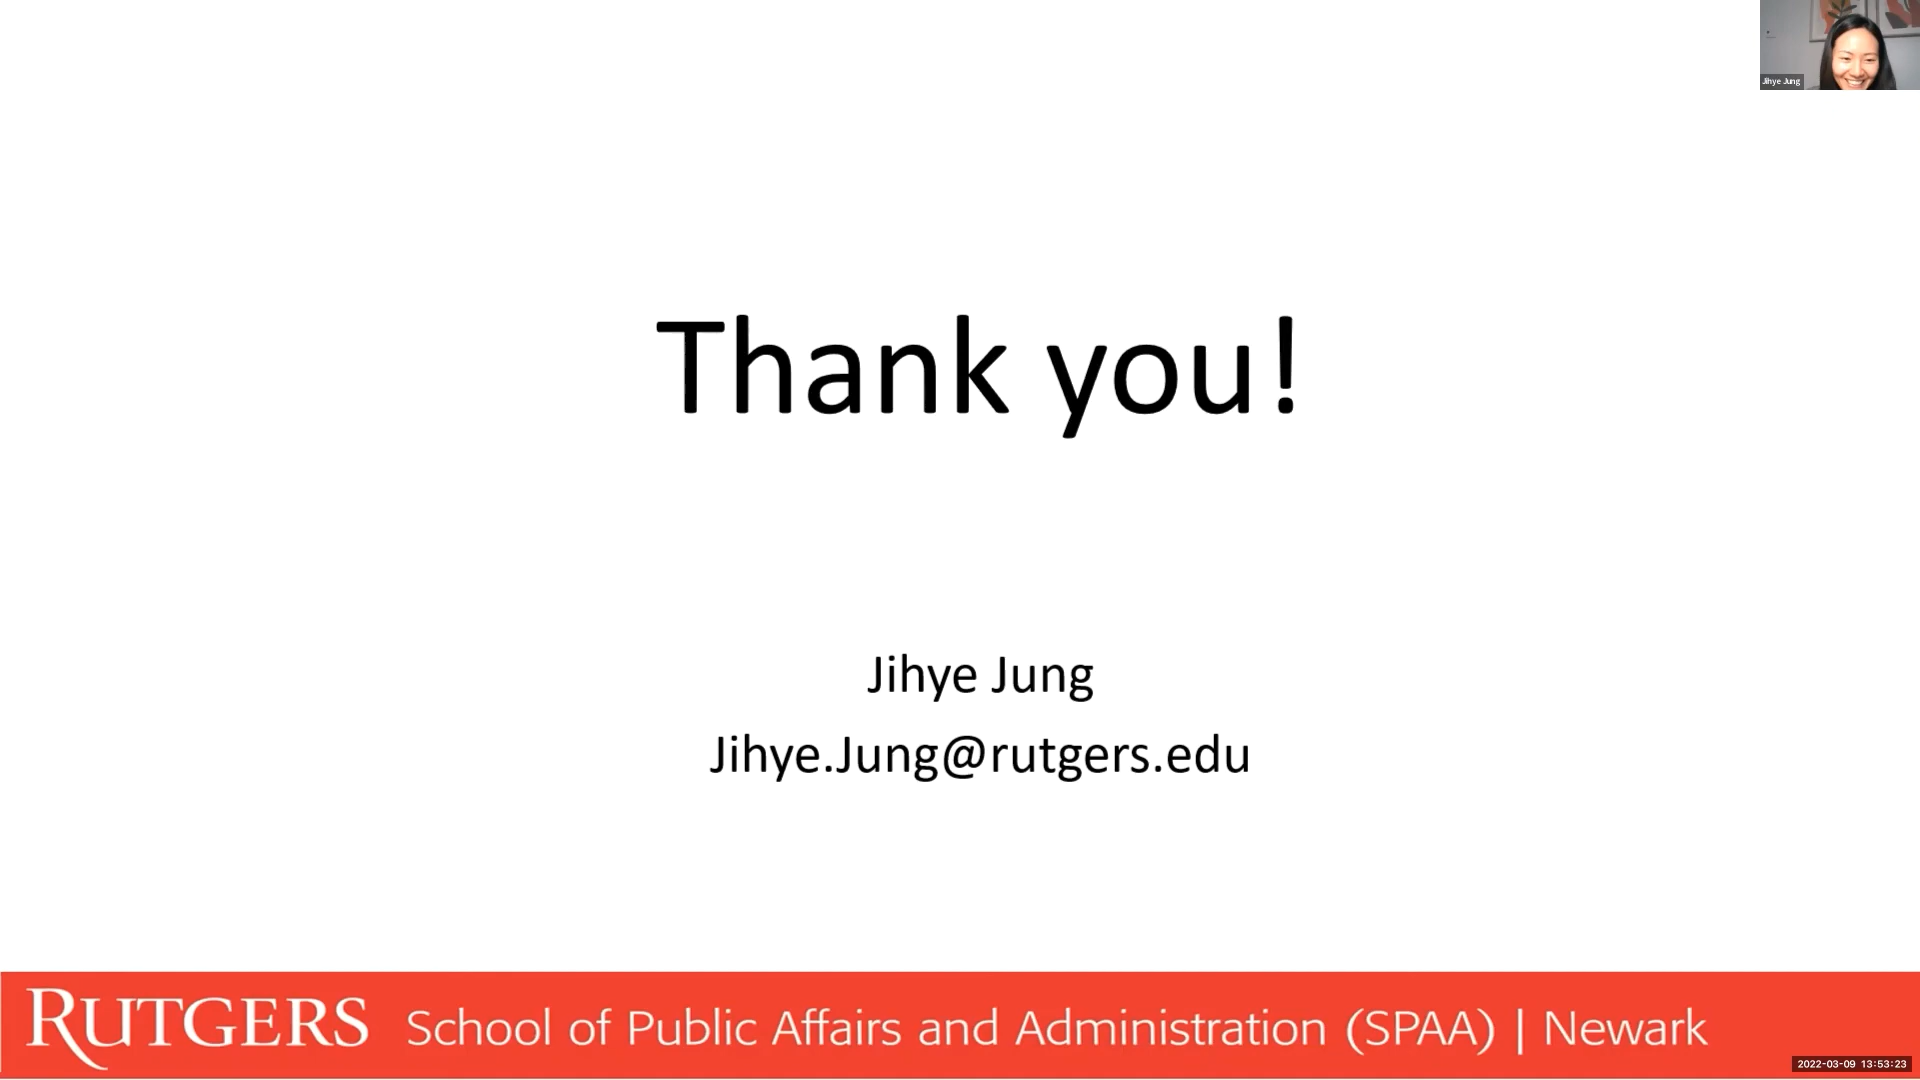 Jihye Jung
Thank you!
Jihye Jung
Jihye.Jung@rutgers.edu
RUTGERS School of Public Affairs and Administration (SPAA) | Newark
2022-03-09 13:53:23